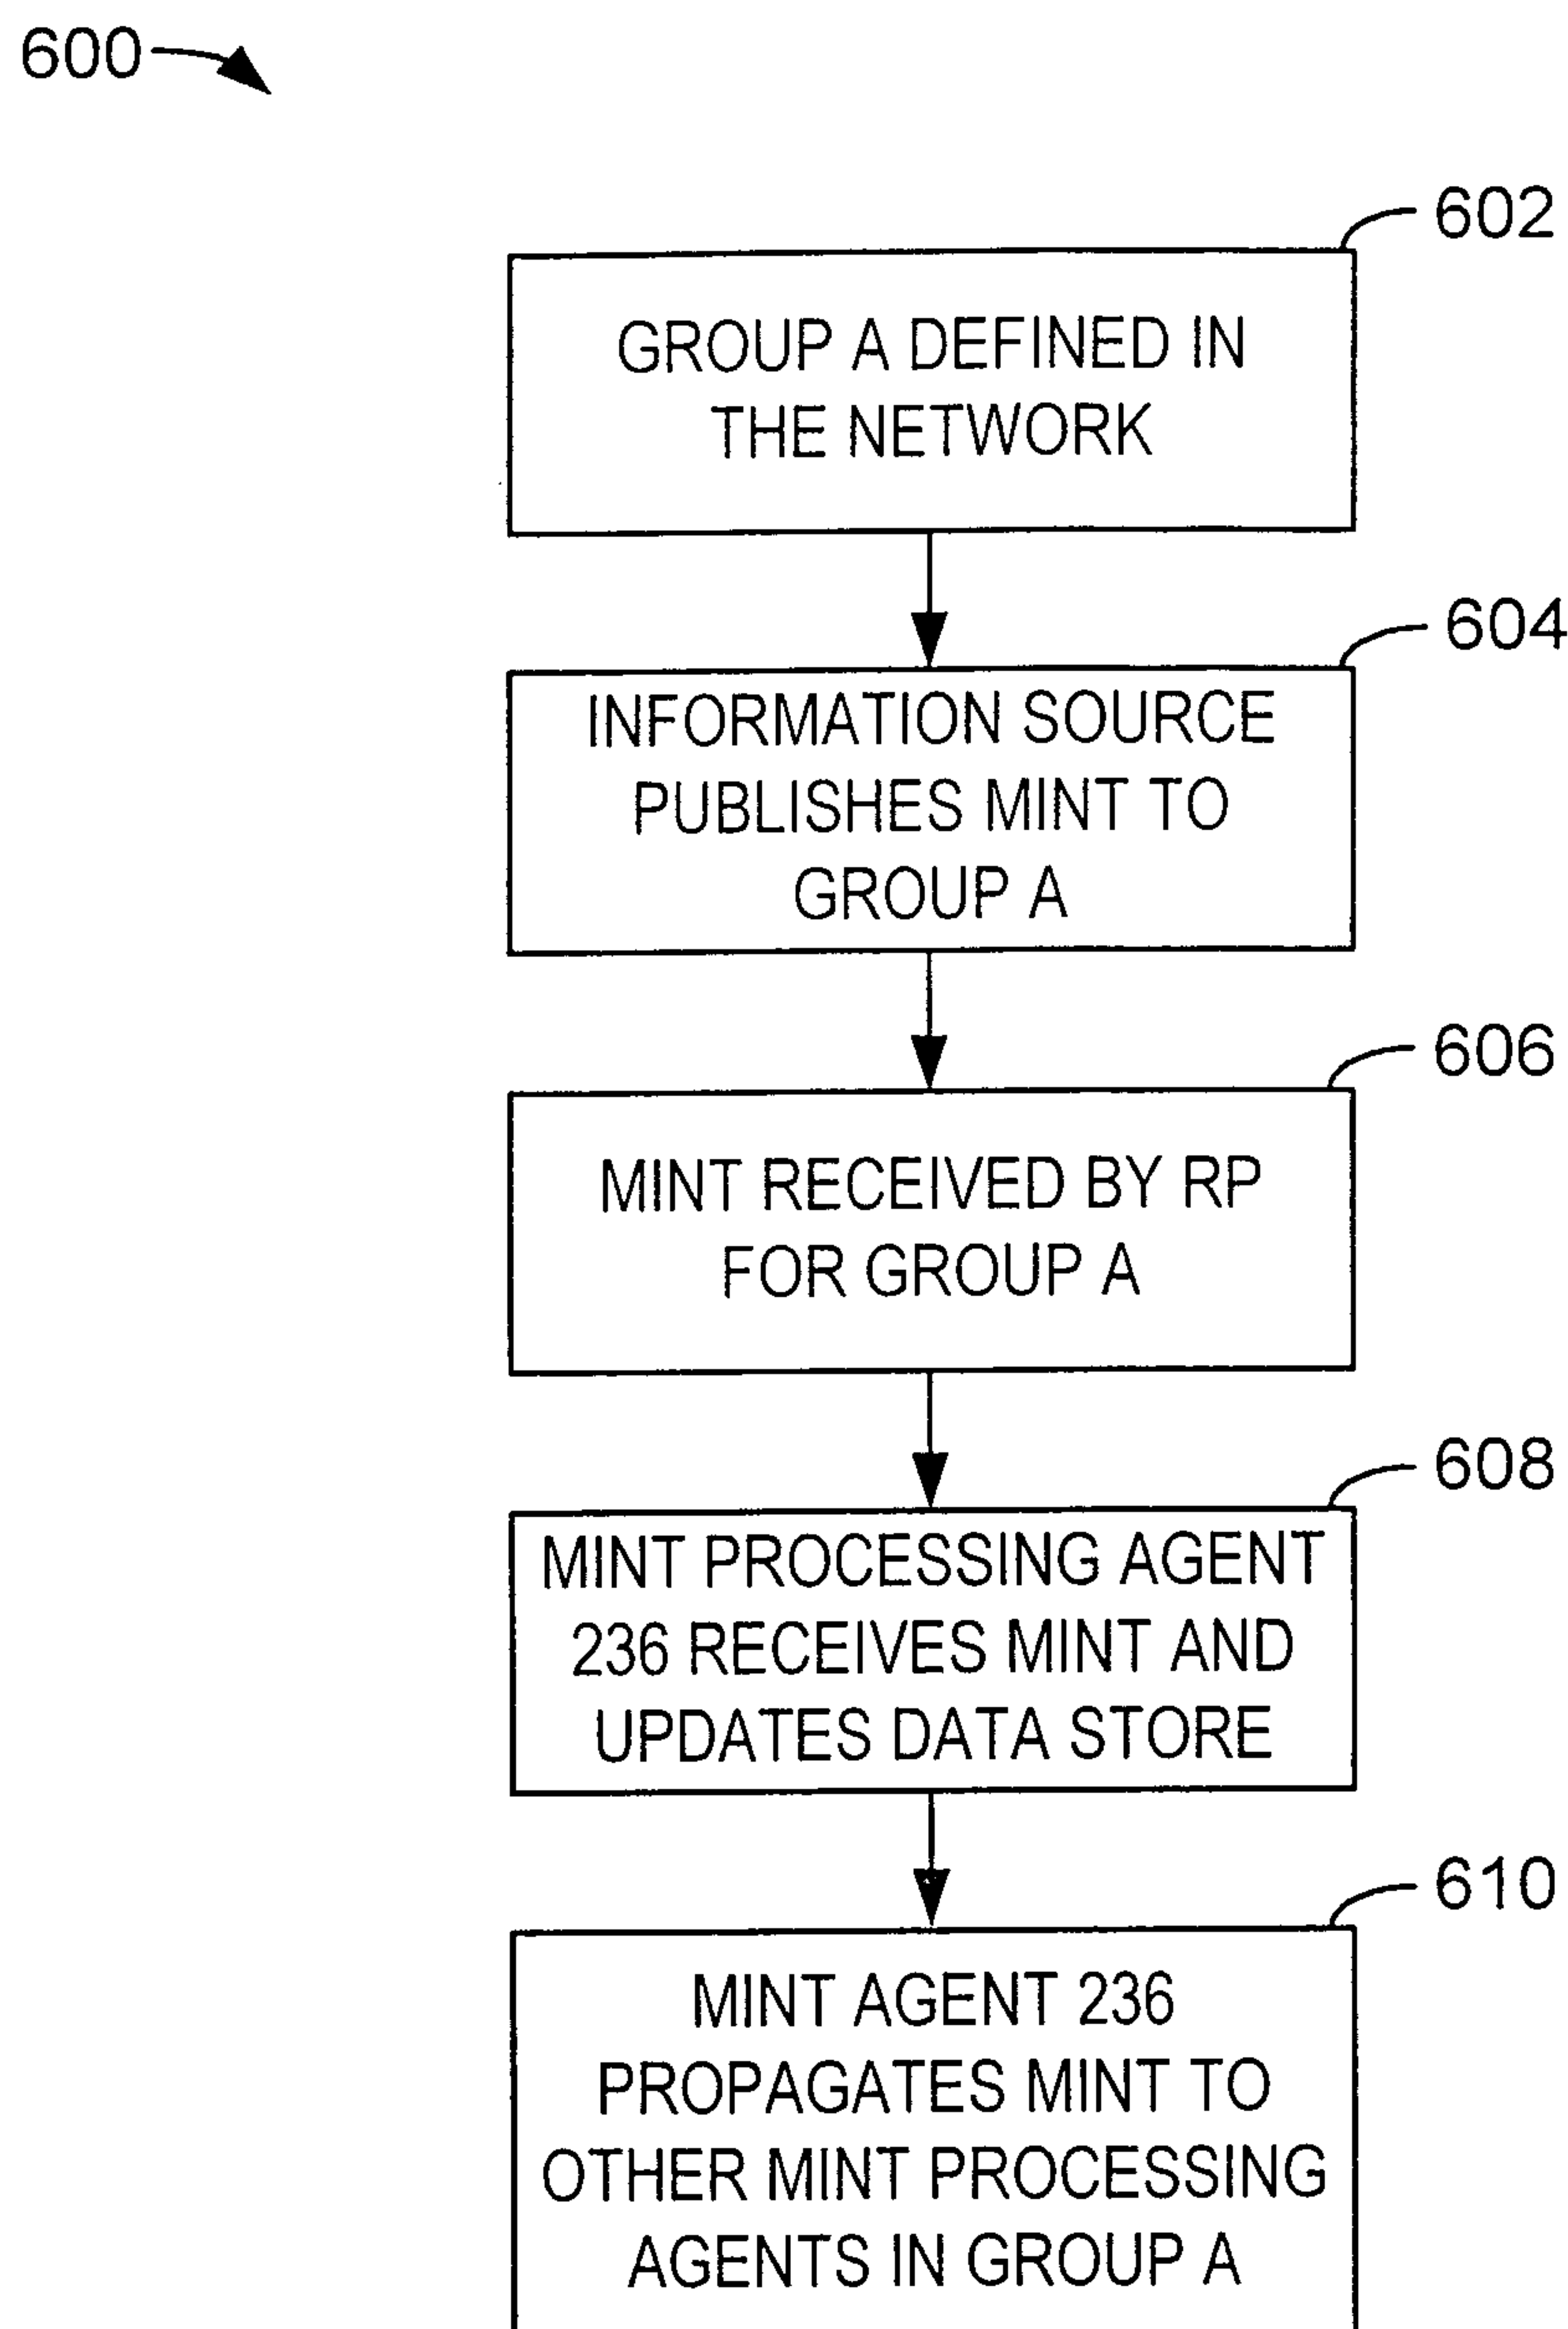 600
602
GROUP A DEFINED IN
THE NETWORK
604
INFORMATION SOURCE
PUBLISHES MINT TO
GROUP A
606
MINT RECEIVED BY RP
FOR GROUP A
608
MINT PROCESSING AGENT
236 RECEIVES MINT AND
UPDATES DATA STORE
610
MINT AGENT 236
PROPAGATES MINT TO
OTHER MINT PROCESSING
AGENTS IN GROUP A